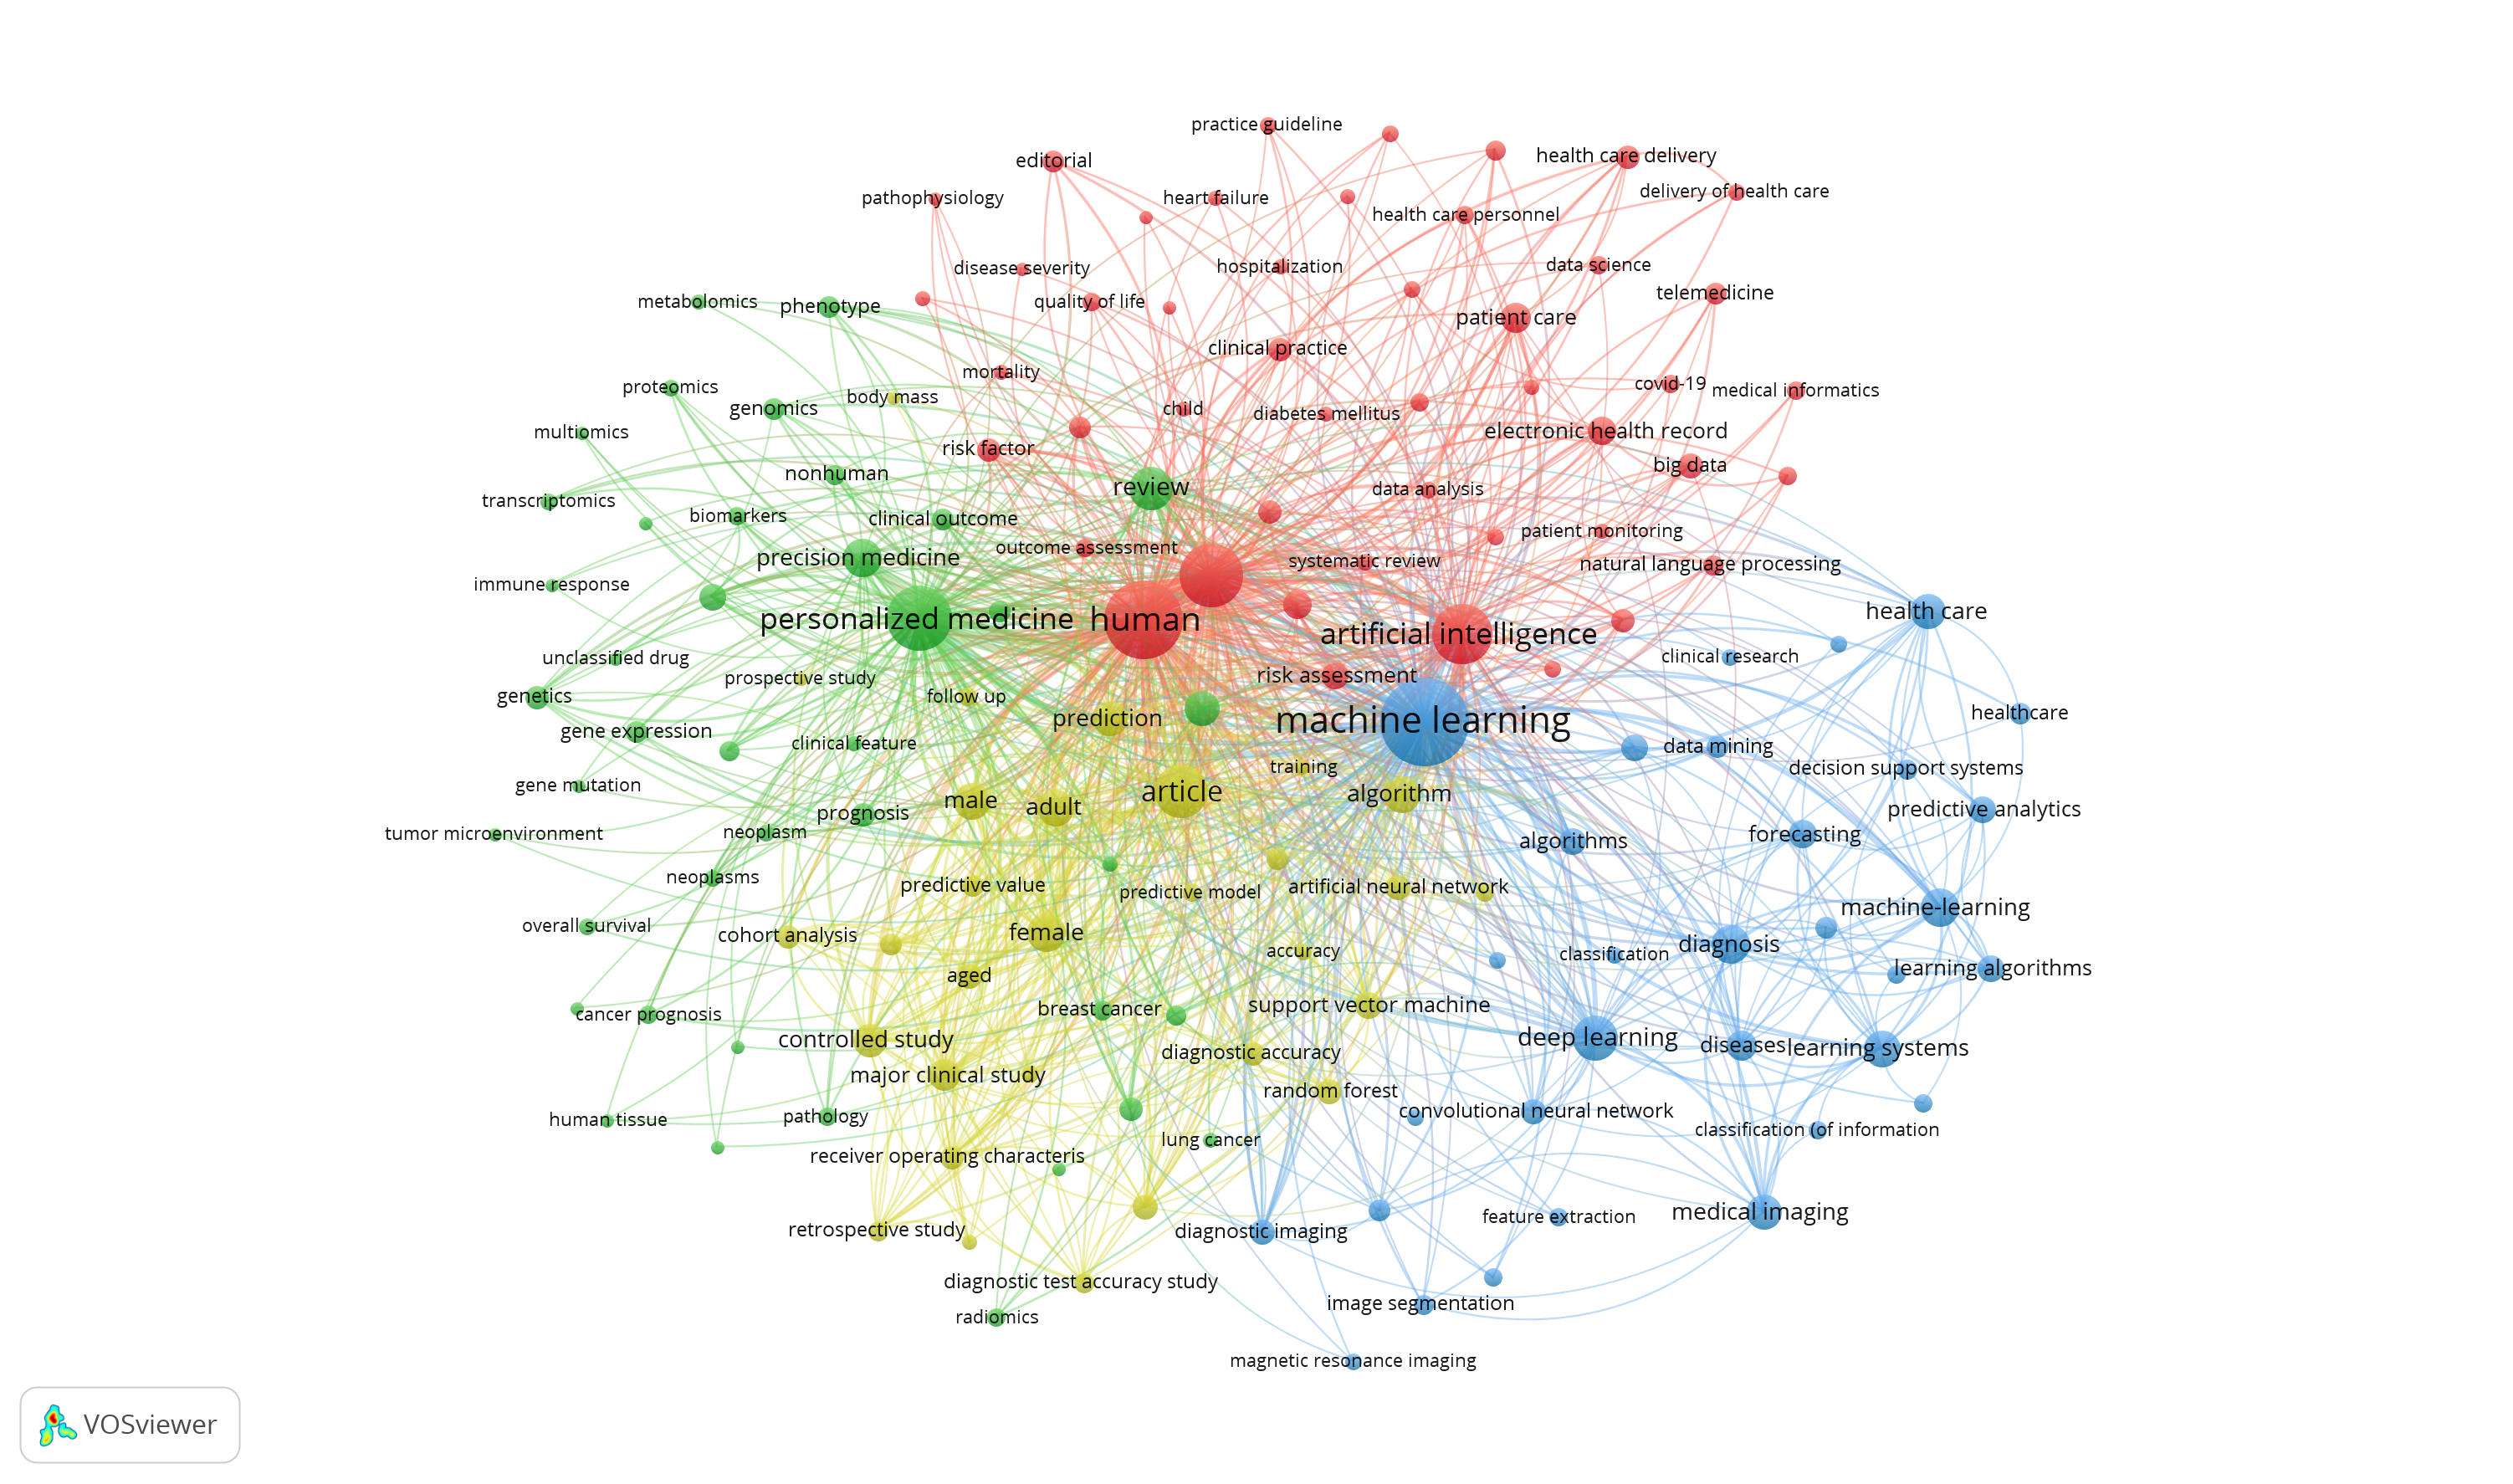 practice guideline
editorial
health care delivery
pathophysiology
heart failure
delivery of health care
health care personnel
disease severity
hospitalization
data science
metabolomics
phenotype
quality of life
telemedicine
patient care
clinical practice
mortality
proteomics
body mass
covid-19
medical informatics
genomics
child
diabetes mellitus
multiomics
risk factor
electronic health record
nonhuman
big data
review
data analysis
transcriptomics
biomarkers
clinical outcome
patient monitoring
outcome assessment
precision medicine
systematic review
natural language processing
immune response
health care
personalized medicine
human
artificial intelligence
unclassified drug
clinical research
prospective study
risk assessment
genetics
follow up
healthcare
prediction
machine learning
gene expression
clinical feature
data mining
training
decision support systems
gene mutation
male
adult
article
algorithm
prognosis
predictive analytics
tumor microenvironment
neoplasm
algorithms
forecasting
neoplasms
predictive value
predictive model
artificial neural network
machine-learning
overall survival
cohort analysis
female
diagnosis
accuracy
classification
aged
learning algorithms
cancer prognosis
breast cancer
support vector machine
controlled study
deep learning
diseases
learning systems
diagnostic accuracy
major clinical study
random forest
human tissue
pathology
convolutional neural network
classification (of information
lung cancer
receiver operating characteris
retrospective study
diagnostic imaging
feature extraction
medical imaging
diagnostic test accuracy study
radiomics
image segmentation
magnetic resonance imaging
VOSviewer